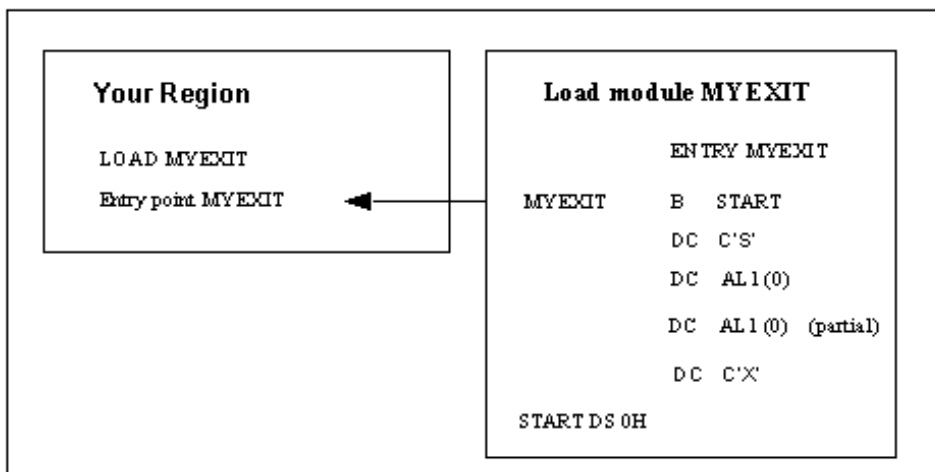 Your Region
LOAD MYEXIT
Entry point MYEXIT
Load module MYEXIT
ENTRY MYEXIT
MYEXIT B START
DC C'S'
DC AL1(0)
DC AL1(0) (partial)
DC C'X'
START DS 0H